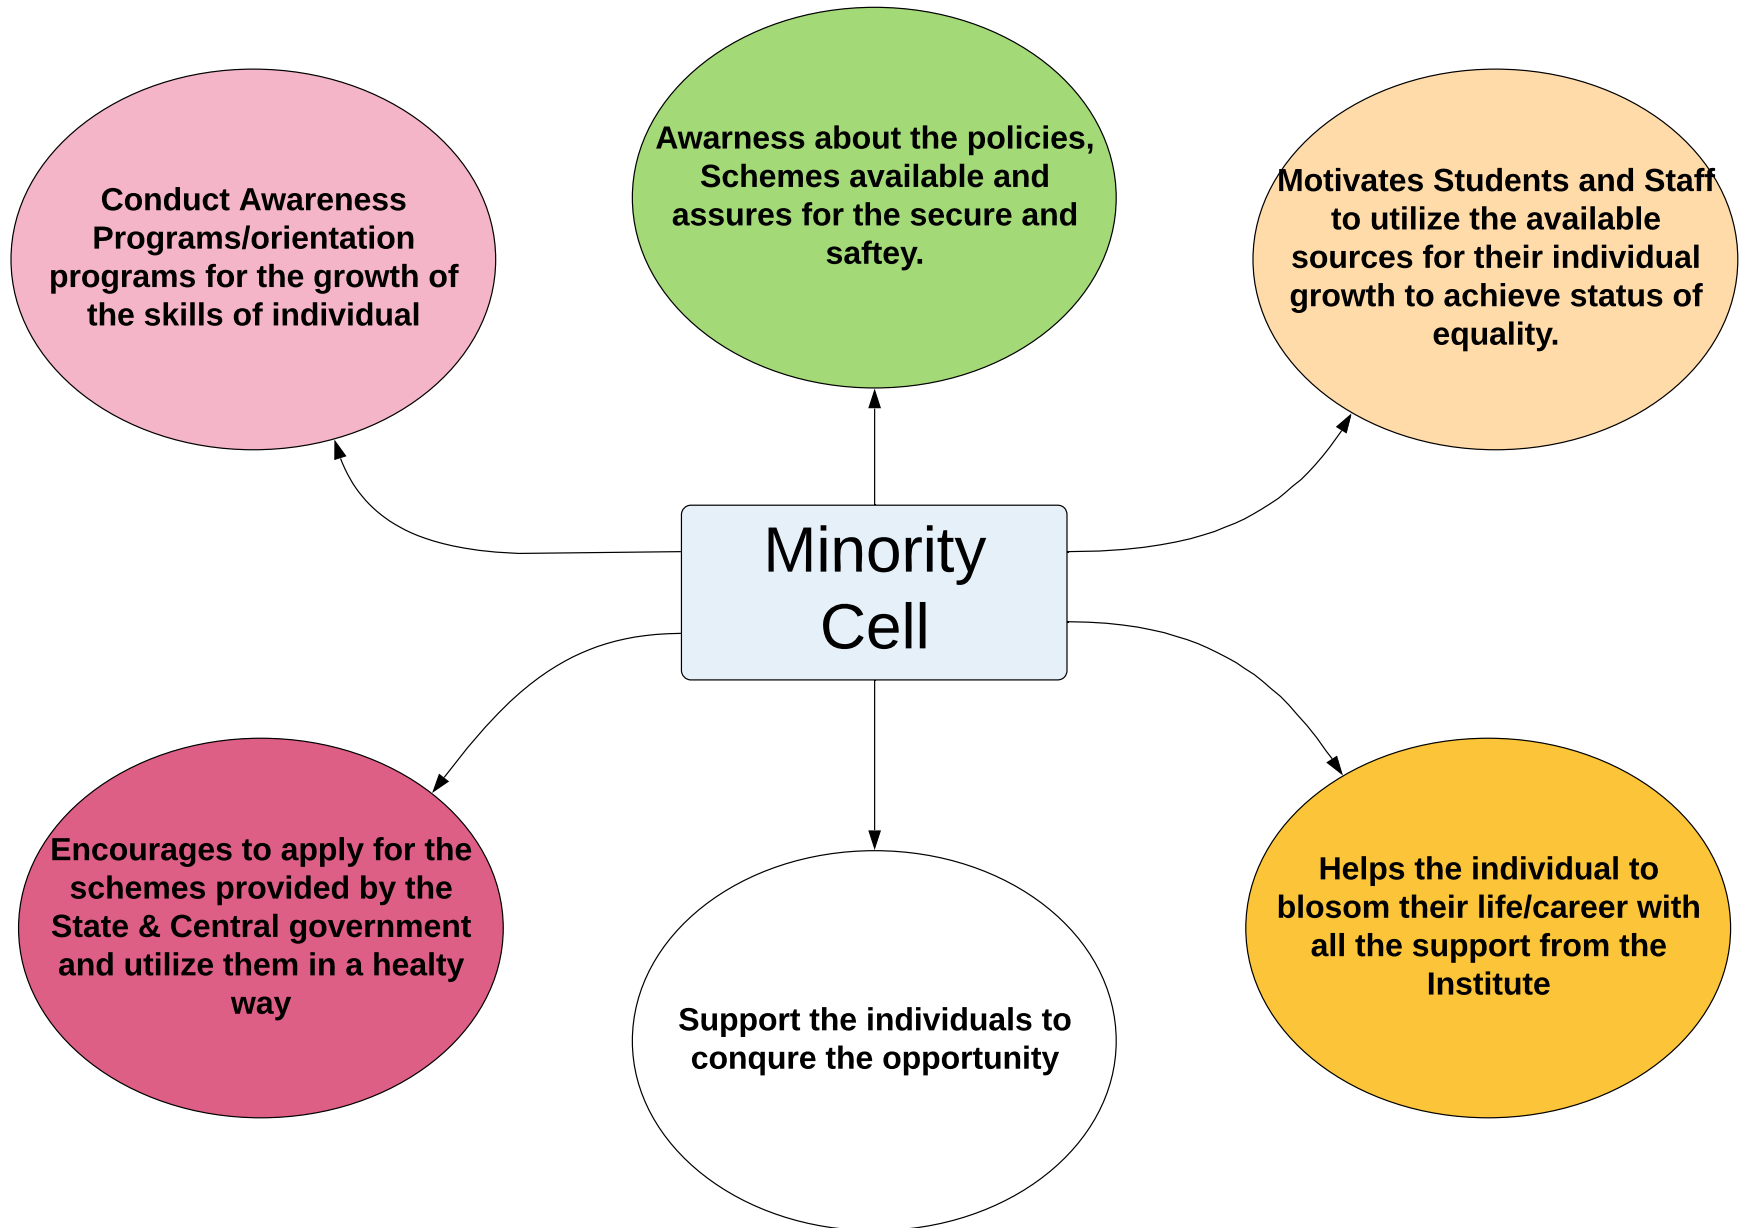 Conduct Awareness
Programs/orientation
programs for the growth of
the skills of individual
Awarness about the policies,
Schemes available and
assures for the secure and
saftey.
Motivates Students and Staff
to utilize the available
sources for their individual
growth to achieve status of
equality.
Minority
Cell
Encourages to apply for the
schemes provided by the
State & Central government
and utilize them in a healty
way
Support the individuals to
conqure the opportunity
Helps the individual to
blosom their life/career with
all the support from the
Institute